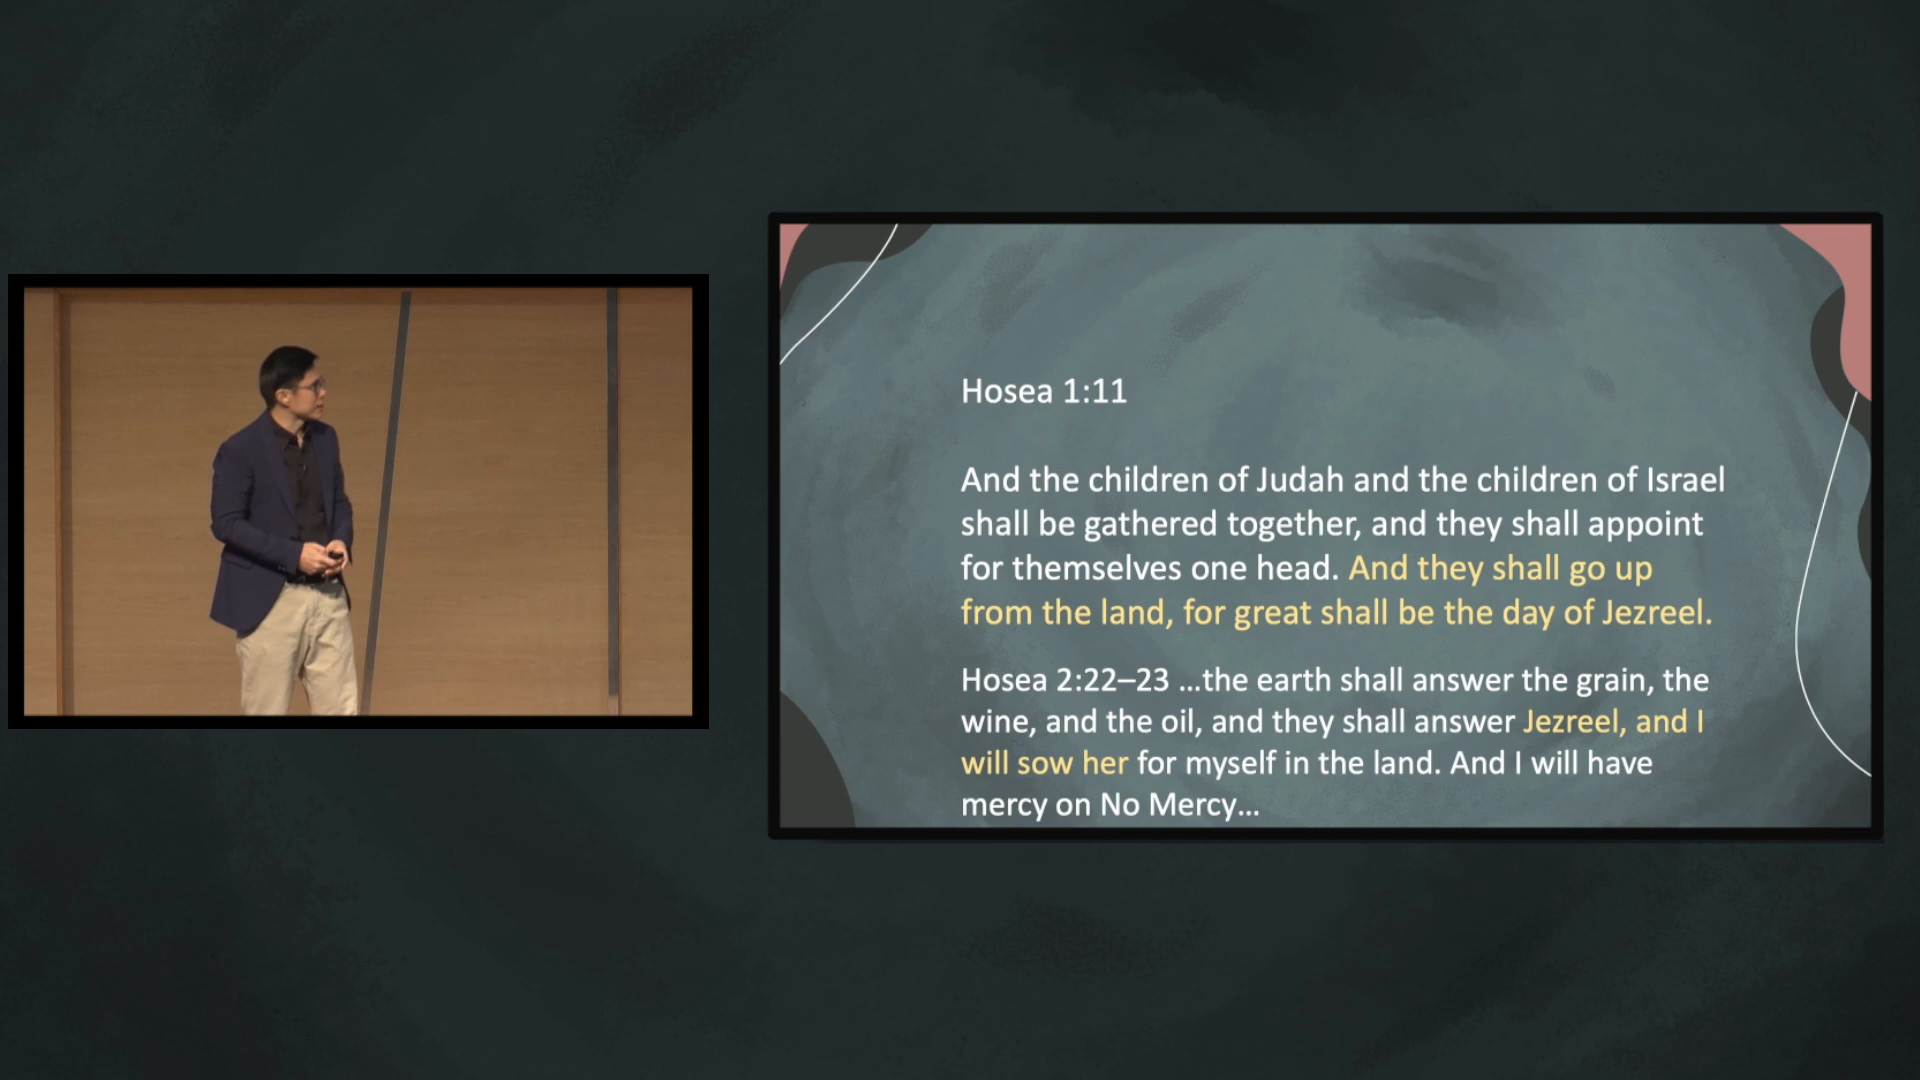 Hosea 1:11
And the children of Judah and the children of Israel
shall be gathered together, and they shall appoint
for themselves one head. And they shall go up
from the land, for great shall be the day of Jezreel.
Hosea 2:22–23 ...the earth shall answer the grain, the
wine, and the oil, and they shall answer Jezreel, and I
will sow her for myself in the land. And I will have
mercy on No Mercy...